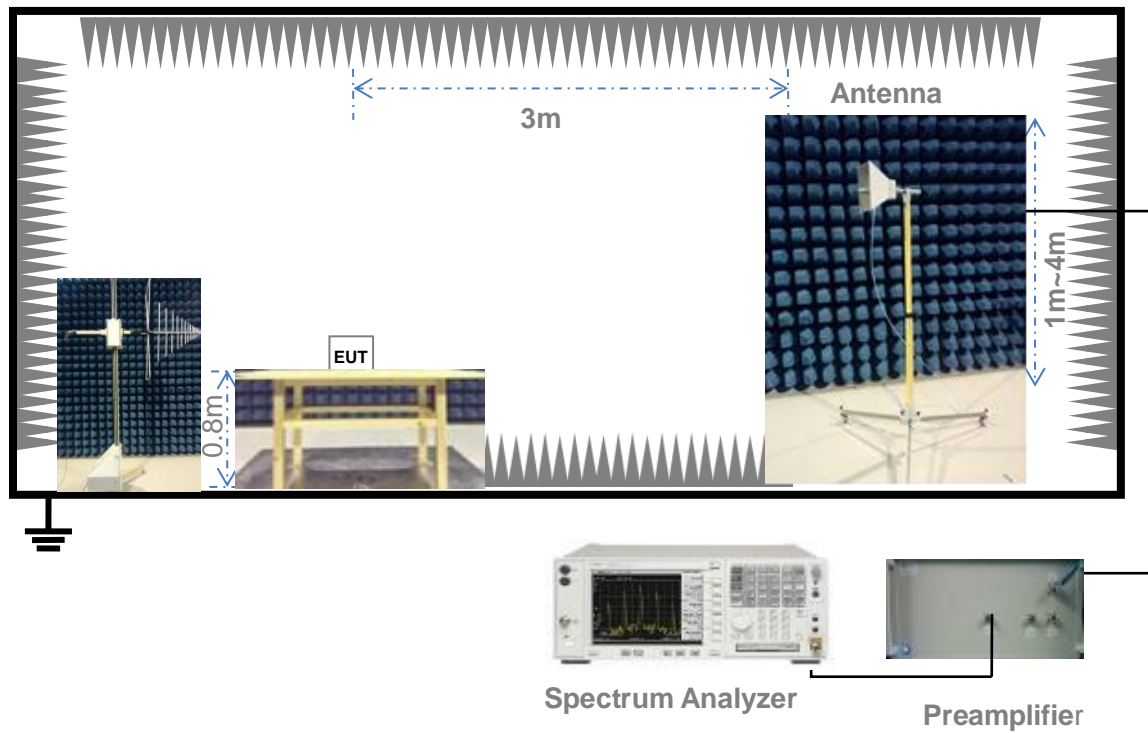 Antenna
3m
1m~4m
EUT
0.8m
Spectrum Analyzer
Preamplifier